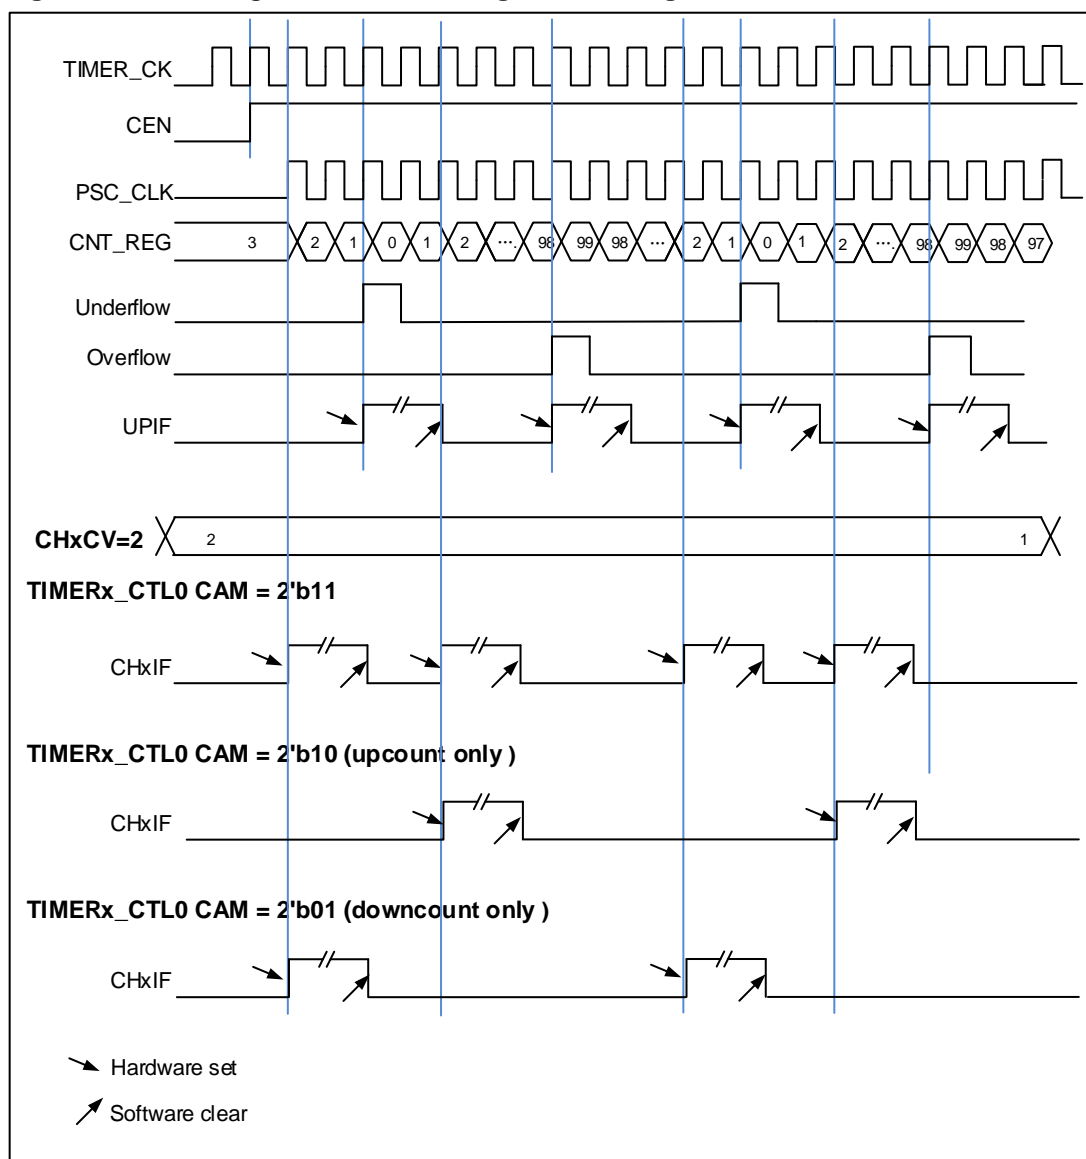 TIMER_CK
CEN
PSC_CLK
CNT_REG 3 2 1 0 1 2 .... 98 99 98 ... 2 1 0 1 2 .... 98 99 98 97
Underflow
Overflow
UPIF
CHxCV=2 2 1
TIMERx_CTL0 CAM = 2'b11
CHxIF
TIMERx_CTL0 CAM = 2'b10 (upcount only )
CHxIF
TIMERx_CTL0 CAM = 2'b01 (downcount only )
CHxIF
Hardware set
Software clear